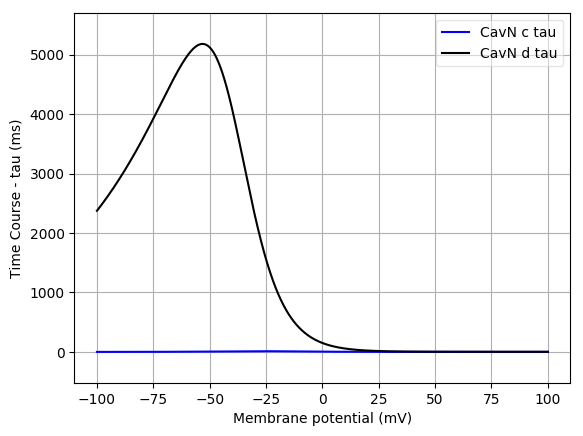 CavN c tau
CavN d tau
5000
4000
3000
2000
1000
0
Time Course - tau (ms)
−100 −75 −50 −25 0 25 50 75 100
Membrane potential (mV)